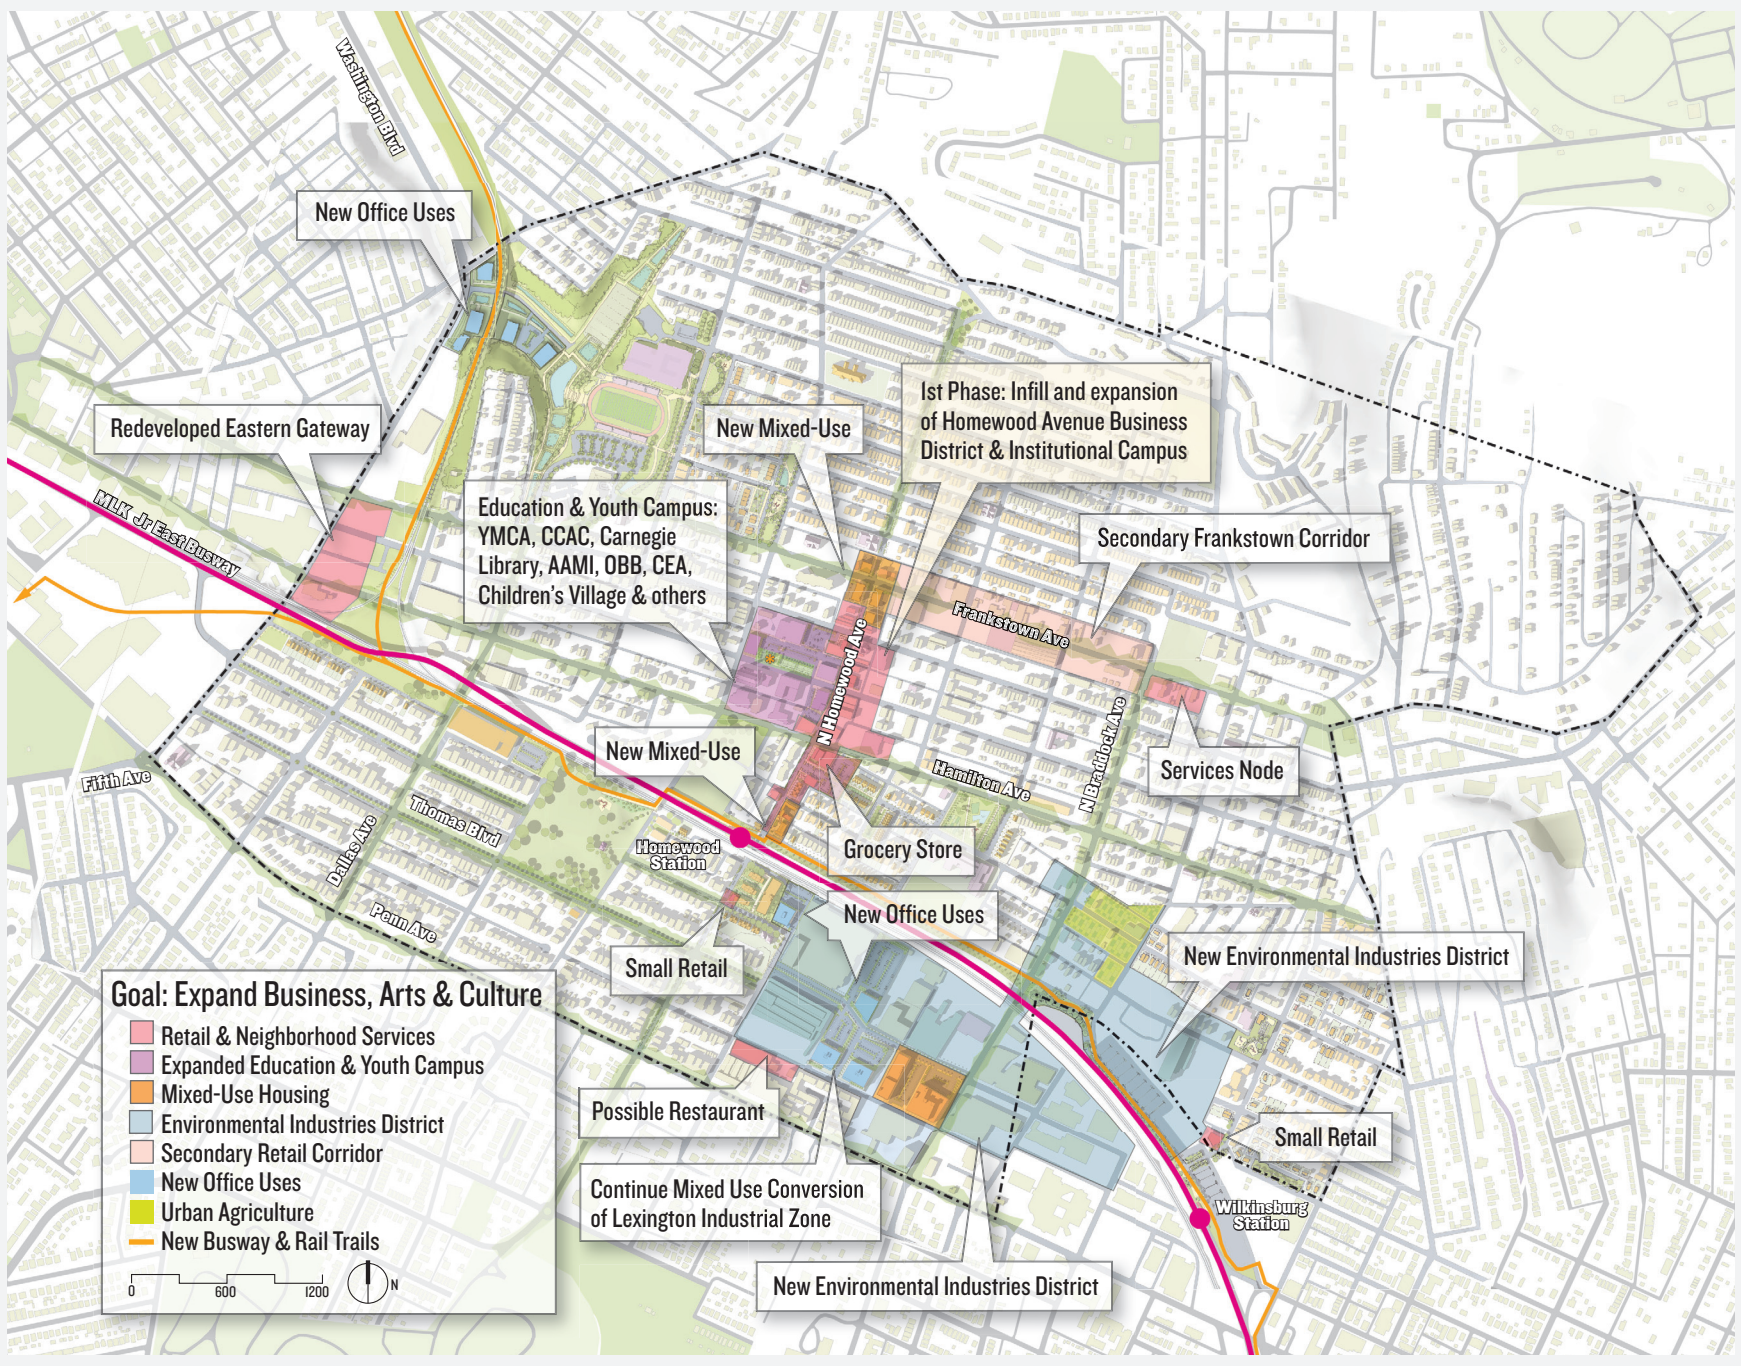 Washington Blvd
New Office Uses
Redeveloped Eastern Gateway
New Mixed-Use
1st Phase: Infill and expansion
of Homewood Avenue Business
District & Institutional Campus
MLK Jr East Busway
Education & Youth Campus:
YMCA, CCAC, Carnegie
Library, AAMI, OBB, CEA,
Children's Village & others
Secondary Frankstown Corridor
Frankstown Ave
N Homewood Ave
N Braddock Ave
New Mixed-Use
Services Node
Hamilton Ave
Fifth Ave
Thomas Blvd
Dallas Ave
Penn Ave
Homewood
Station
Grocery Store
New Office Uses
Small Retail
New Environmental Industries District
Possible Restaurant
Small Retail
Continue Mixed Use Conversion
of Lexington Industrial Zone
Wilkinsburg
Station
New Environmental Industries District
Goal: Expand Business, Arts & Culture
Retail & Neighborhood Services
Expanded Education & Youth Campus
Mixed-Use Housing
Environmental Industries District
Secondary Retail Corridor
New Office Uses
Urban Agriculture
New Busway & Rail Trails
0 600 1200
N